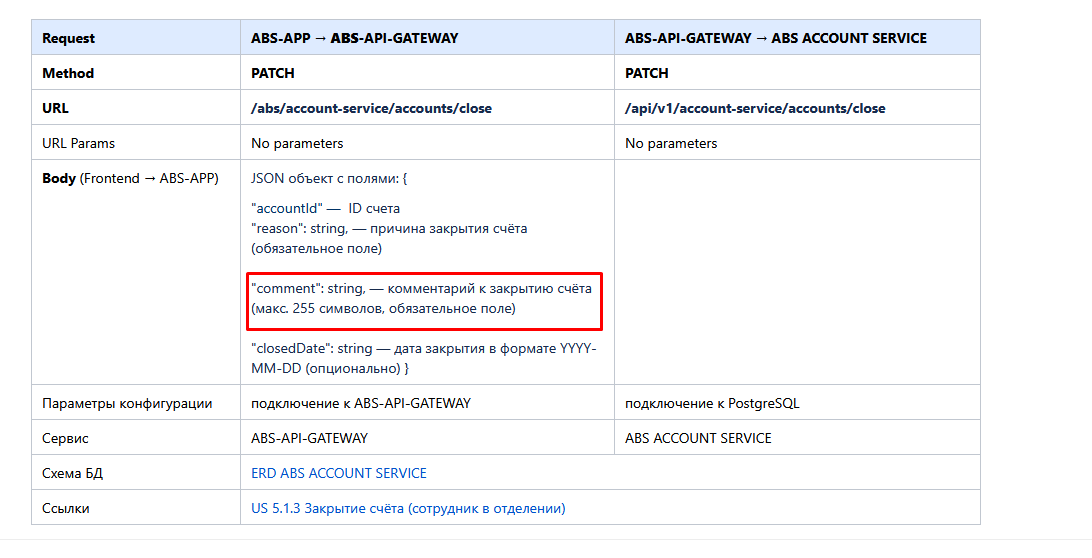 Request ABS-APP → ABS-API-GATEWAY ABS-API-GATEWAY → ABS ACCOUNT SERVICE
Method PATCH PATCH
URL /abs/account-service/accounts/close /api/v1/account-service/accounts/close
URL Params No parameters No parameters
Body (Frontend → ABS-APP) JSON объект с полями: {
"accountId" — ID счета
"reason": string, — причина закрытия счёта
(обязательное поле)
"comment": string, — комментарий к закрытию счёта
(макс. 255 символов, обязательное поле)
"closedDate": string — дата закрытия в формате YYYY-
MM-DD (опционально) }
Параметры конфигурации подключение к ABS-API-GATEWAY подключение к PostgreSQL
Сервис ABS-API-GATEWAY ABS ACCOUNT SERVICE
Схема БД ERD ABS ACCOUNT SERVICE
Ссылки US 5.1.3 Закрытие счёта (сотрудник в отделении)